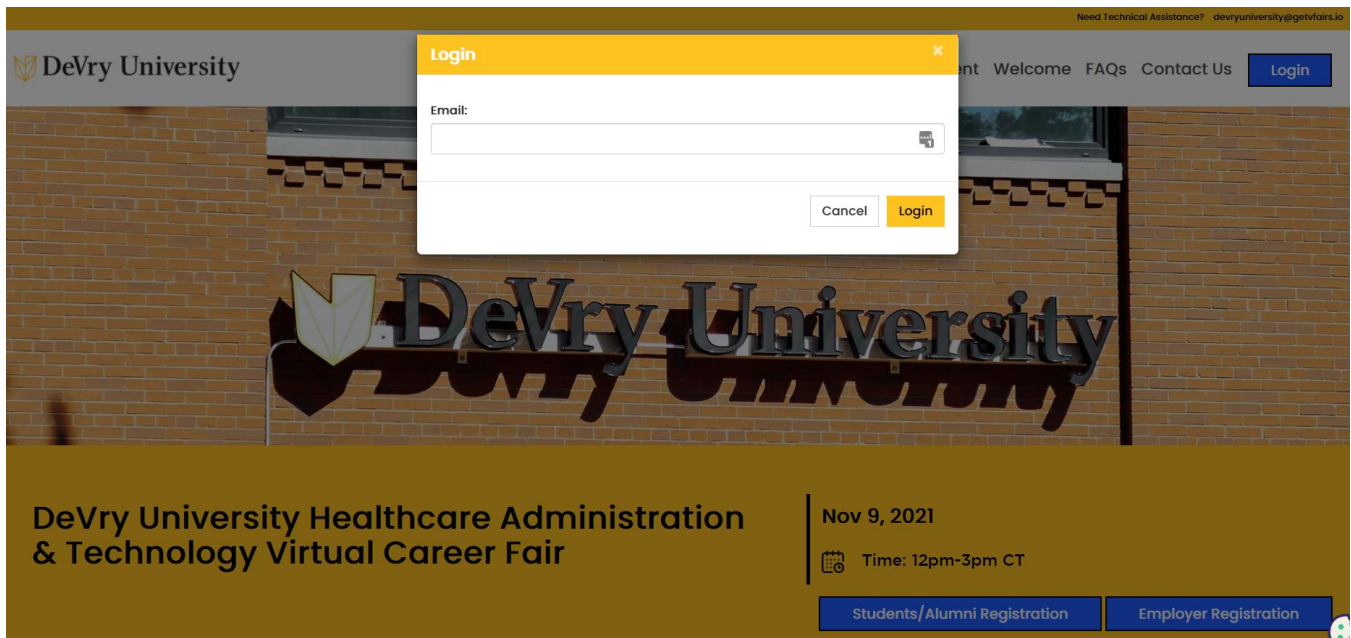 Need Technical Assistance? devryuniversity@getvfairs.io
DeVry University
Login
×
Welcome FAQs Contact Us Login
Email:
Cancel Login
DeVry University
DeVry University Healthcare Administration
& Technology Virtual Career Fair
Nov 9, 2021
Time: 12pm-3pm CT
Students/Alumni Registration Employer Registration